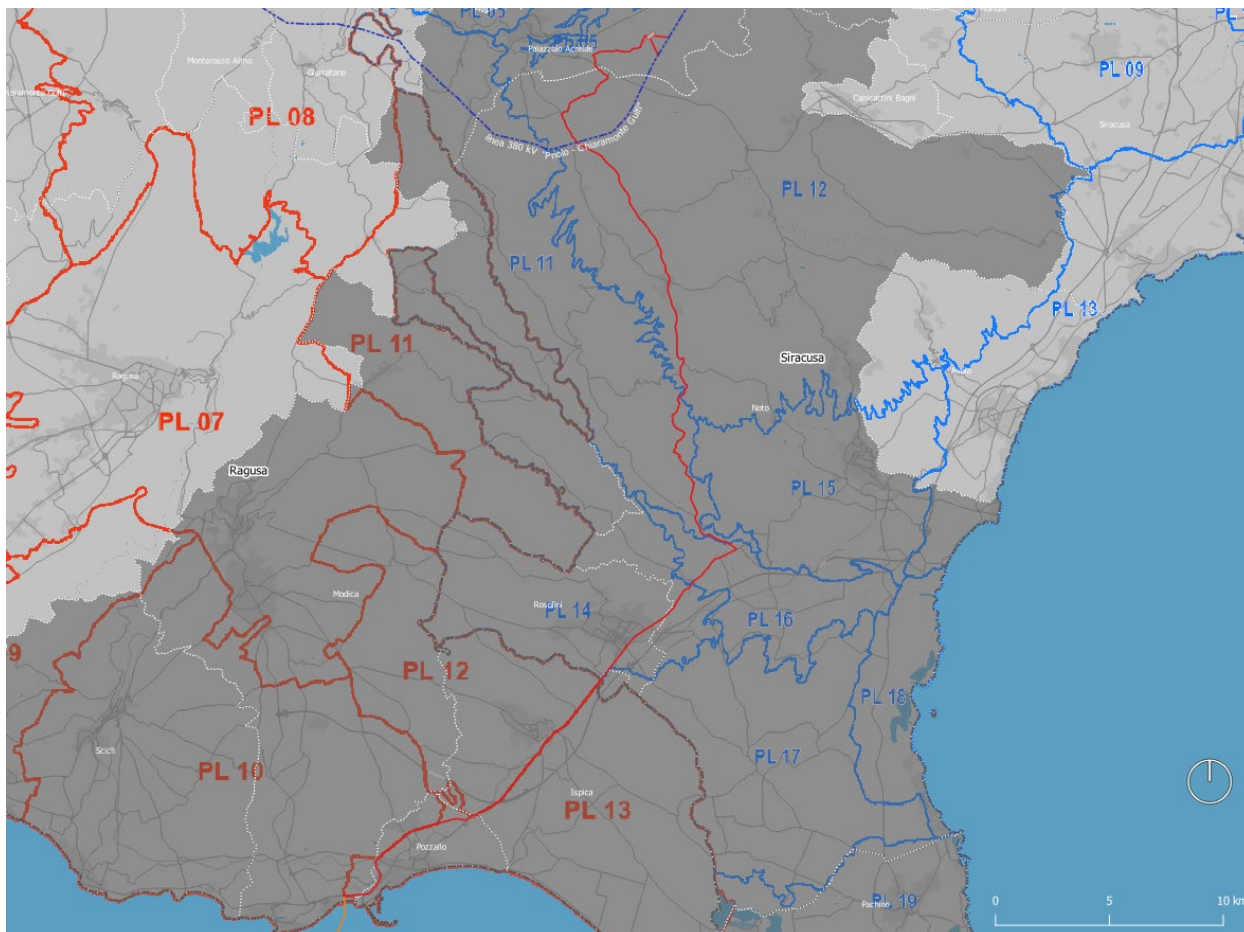 PL 05
PL 05
Palazzolo Acreide
Monterosso Almo
Giarratana
PL 09
Canicattini Bagni
Siracusa
PL 08
linea 380 kV "Priolo - Chiaramonte Gulfi"
PL 12
PL 11
PL 13
PL 11
Siracusa
Ragusa
Noto
PL 07
Ragusa
PL 15
Modica
Rosolini
PL 14
PL 16
PL 12
PL 18
Scicli
PL 10
PL 17
Ispica
PL 13
Pozzallo
Pachino
PL 19
0 5 10 km